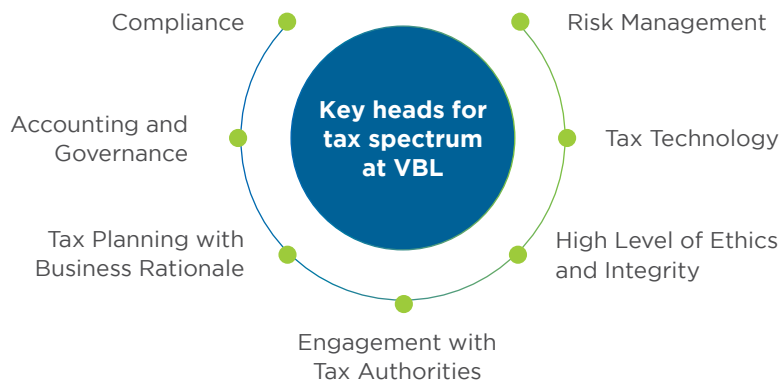 Key heads for
tax spectrum
at VBL
Compliance
Accounting and
Governance
Tax Planning with
Business Rationale
Engagement with
Tax Authorities
High Level of Ethics
and Integrity
Tax Technology
Risk Management